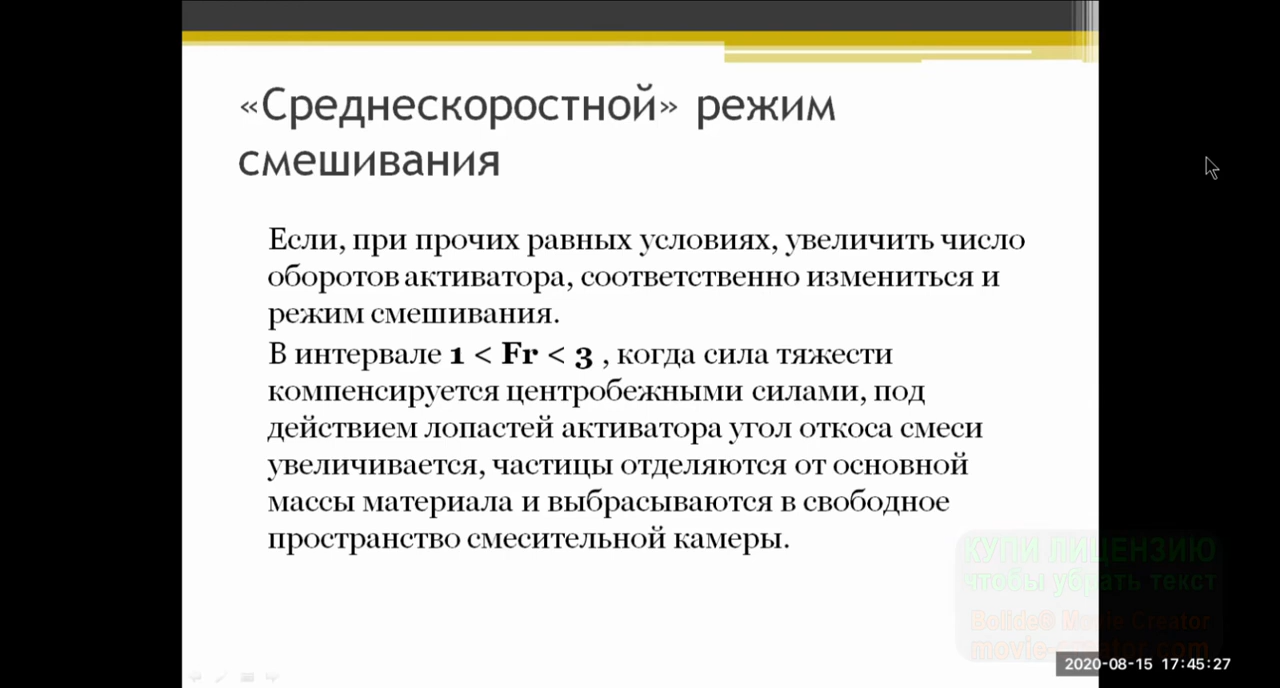 «Среднескоростной» режим
смешивания
Если, при прочих равных условиях, увеличить число
оборотов активатора, соответственно измениться и
режим смешивания.
В интервале 1 < Fr < 3 , когда сила тяжести
компенсируется центробежными силами, под
действием лопастей активатора угол откоса смеси
увеличивается, частицы отделяются от основной
массы материала и выбрасываются в свободное
пространство смесительной камеры.
КУПИ ЛИЦЕНЗИЮ
чтобы убрать текст
Bolide® Movie Creator
movie-creator.com
2020-08-15 17:45:27